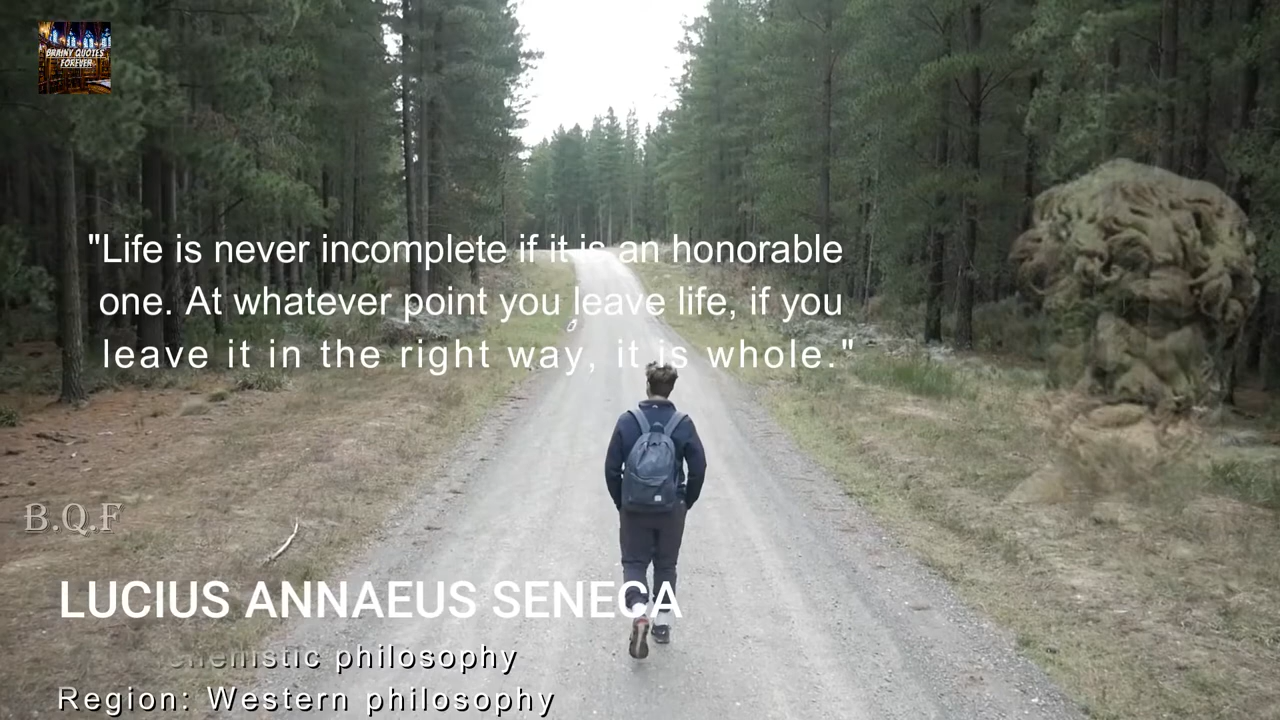 BRAINY QUOTES
FOREVER
"Life is never incomplete if it is an honorable
one. At whatever point you leave life, if you
leave it in the right way, it is whole."
B.Q.F
LUCIUS ANNAEUS SENECA
philosophy
Region: Western philosophy